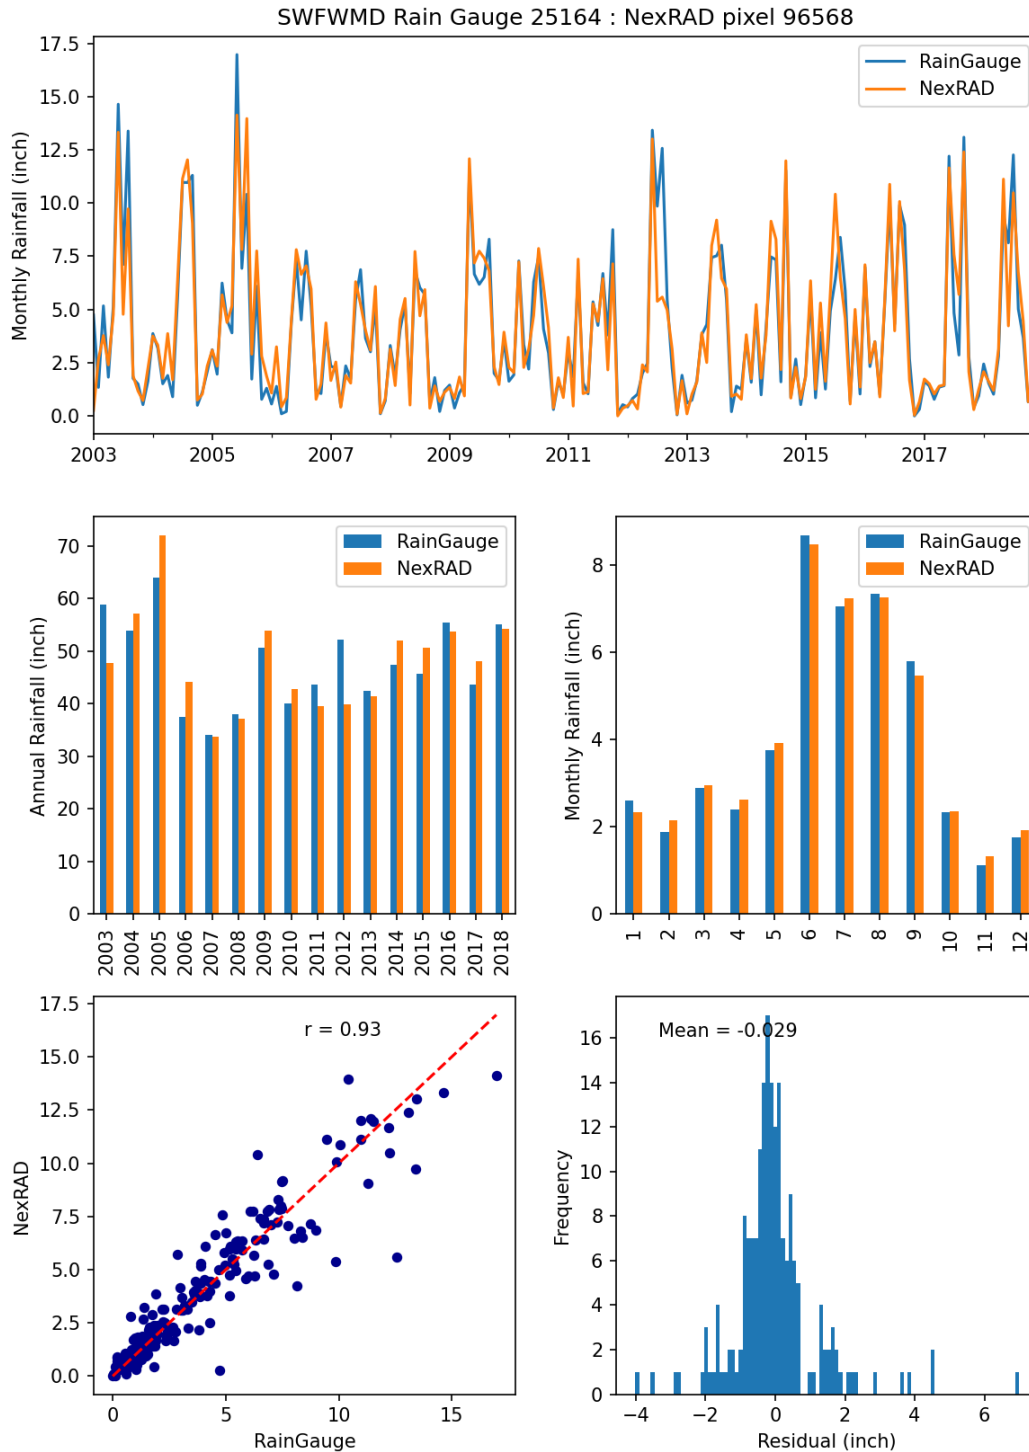 SWFWMD Rain Gauge 25164 : NexRAD pixel 96568
Monthly Rainfall (inch)
17.5
15.0
12.5
10.0
7.5
5.0
2.5
0.0
RainGauge
NexRAD
2003 2005 2007 2009 2011 2013 2015 2017
Annual Rainfall (inch)
70
60
50
40
30
20
10
0
RainGauge
NexRAD
2003 2004 2005 2006 2007 2008 2009 2010 2011 2012 2013 2014 2015 2016 2017 2018
Monthly Rainfall (inch)
8
6
4
2
0
RainGauge
NexRAD
1 2 3 4 5 6 7 8 9 10 11 12
NexRAD
17.5
15.0
12.5
10.0
7.5
5.0
2.5
0.0
r = 0.93
0 5 10 15
RainGauge
Frequency
16
14
12
10
8
6
4
2
0
Mean = -0.029
−4 −2 0 2 4 6
Residual (inch)